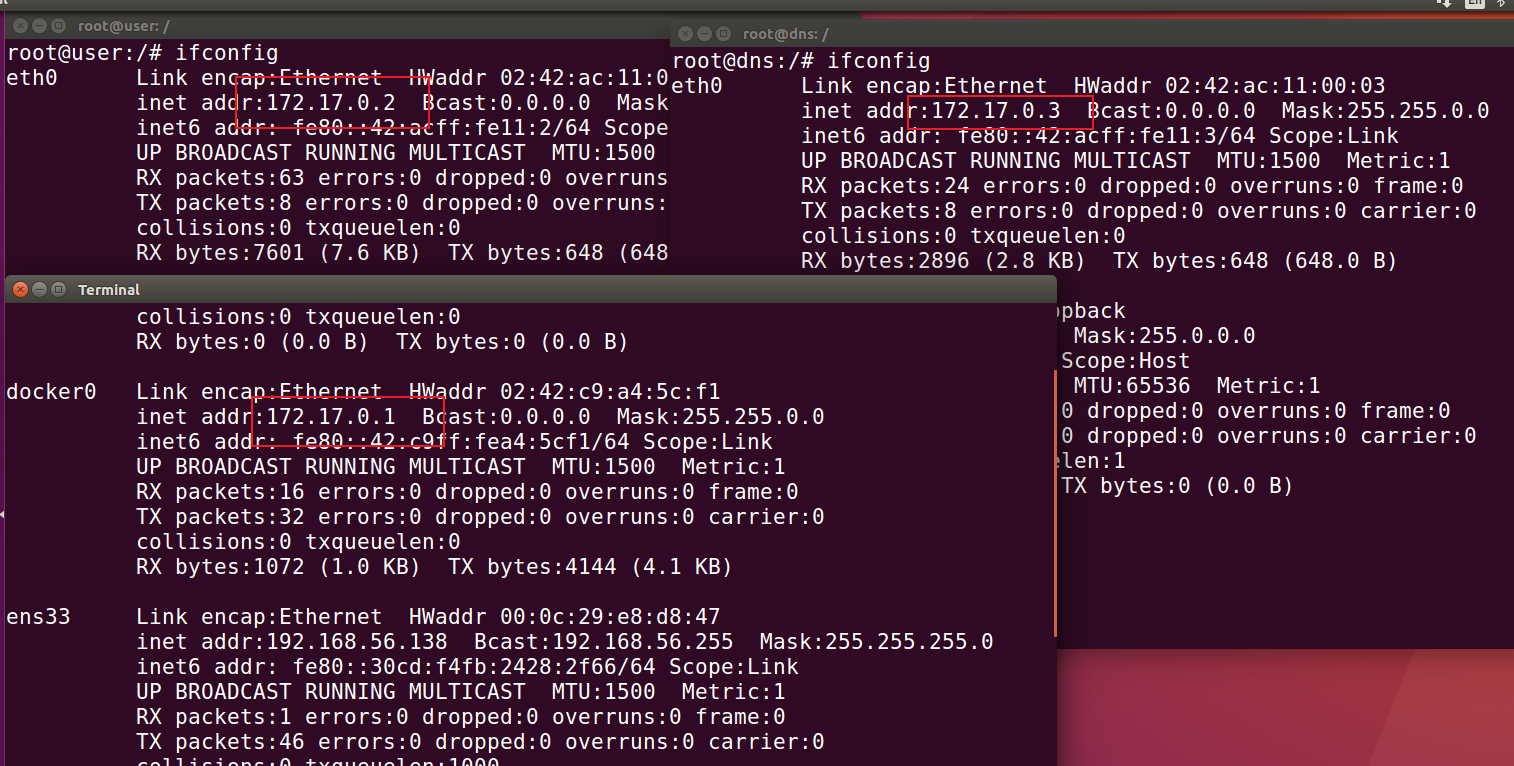 En
root@user: /
root@user:/# ifconfig
eth0 Link encap:Ethernet HWaddr 02:42:ac:11:0
inet addr:172.17.0.2 Bcast:0.0.0.0 Mask
inet6 addr: fe80::42:acff:fe11:2/64 Scope
UP BROADCAST RUNNING MULTICAST MTU:1500
RX packets:63 errors:0 dropped:0 overruns
TX packets:8 errors:0 dropped:0 overruns:
collisions:0 txqueuelen:0
RX bytes:7601 (7.6 KB) TX bytes:648 (648
root@dns: /
root@dns:/# ifconfig
eth0 Link encap:Ethernet HWaddr 02:42:ac:11:00:03
inet addr:172.17.0.3 Bcast:0.0.0.0 Mask:255.255.0.0
inet6 addr: fe80::42:acff:fe11:3/64 Scope:Link
UP BROADCAST RUNNING MULTICAST MTU:1500 Metric:1
RX packets:24 errors:0 dropped:0 overruns:0 frame:0
TX packets:8 errors:0 dropped:0 overruns:0 carrier:0
collisions:0 txqueuelen:0
RX bytes:2896 (2.8 KB) TX bytes:648 (648.0 B)
opback
Mask:255.0.0.0
Scope:Host
MTU:65536 Metric:1
0 dropped:0 overruns:0 frame:0
0 dropped:0 overruns:0 carrier:0
elen:1
TX bytes:0 (0.0 B)
Terminal
collisions:0 txqueuelen:0
RX bytes:0 (0.0 B) TX bytes:0 (0.0 B)
docker0 Link encap:Ethernet HWaddr 02:42:c9:a4:5c:f1
inet addr:172.17.0.1 Bcast:0.0.0.0 Mask:255.255.0.0
inet6 addr: fe80::42:c9ff:fea4:5cf1/64 Scope:Link
UP BROADCAST RUNNING MULTICAST MTU:1500 Metric:1
RX packets:16 errors:0 dropped:0 overruns:0 frame:0
TX packets:32 errors:0 dropped:0 overruns:0 carrier:0
collisions:0 txqueuelen:0
RX bytes:1072 (1.0 KB) TX bytes:4144 (4.1 KB)
ens33 Link encap:Ethernet HWaddr 00:0c:29:e8:d8:47
inet addr:192.168.56.138 Bcast:192.168.56.255 Mask:255.255.255.0
inet6 addr: fe80::30cd:f4fb:2428:2f66/64 Scope:Link
UP BROADCAST RUNNING MULTICAST MTU:1500 Metric:1
RX packets:1 errors:0 dropped:0 overruns:0 frame:0
TX packets:46 errors:0 dropped:0 overruns:0 carrier:0
collisions:0 txqueuelen:1000